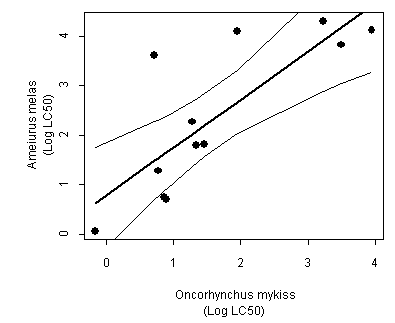 4
3
2
1
0
Ameiurus melas
(Log LC50)
0 1 2 3 4
Oncorhynchus mykiss
(Log LC50)